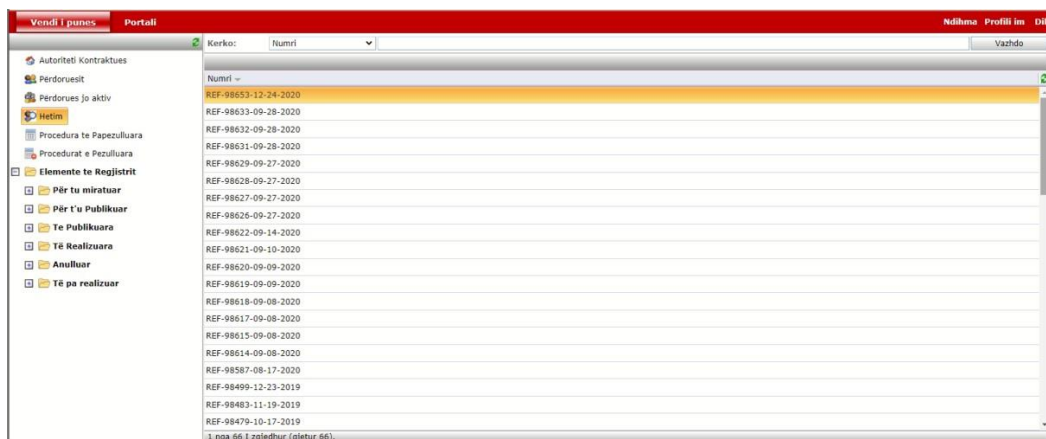 Vendi i punes Portali Ndihma Profili im Dil
Kerko: Numri Vazhdo
Autoriteti Kontraktues
Përdoruesit
Përdorues jo aktiv
Hetim
Procedura te Papezulluara
Procedurat e Pezulluara
Elemente te Regjistrit
Për tu miratuar
Për t'u Publikuar
Te Publikuara
Të Realizuara
Anulluar
Të pa realizuar
Numri
REF-98653-12-24-2020
REF-98633-09-28-2020
REF-98632-09-28-2020
REF-98631-09-28-2020
REF-98629-09-27-2020
REF-98628-09-27-2020
REF-98627-09-27-2020
REF-98626-09-27-2020
REF-98622-09-14-2020
REF-98621-09-10-2020
REF-98620-09-09-2020
REF-98619-09-09-2020
REF-98618-09-08-2020
REF-98617-09-08-2020
REF-98615-09-08-2020
REF-98614-09-08-2020
REF-98587-08-17-2020
REF-98499-12-23-2019
REF-98483-11-19-2019
REF-98479-10-17-2019
1 nga 66 I zgjedhur (gjetur 66).